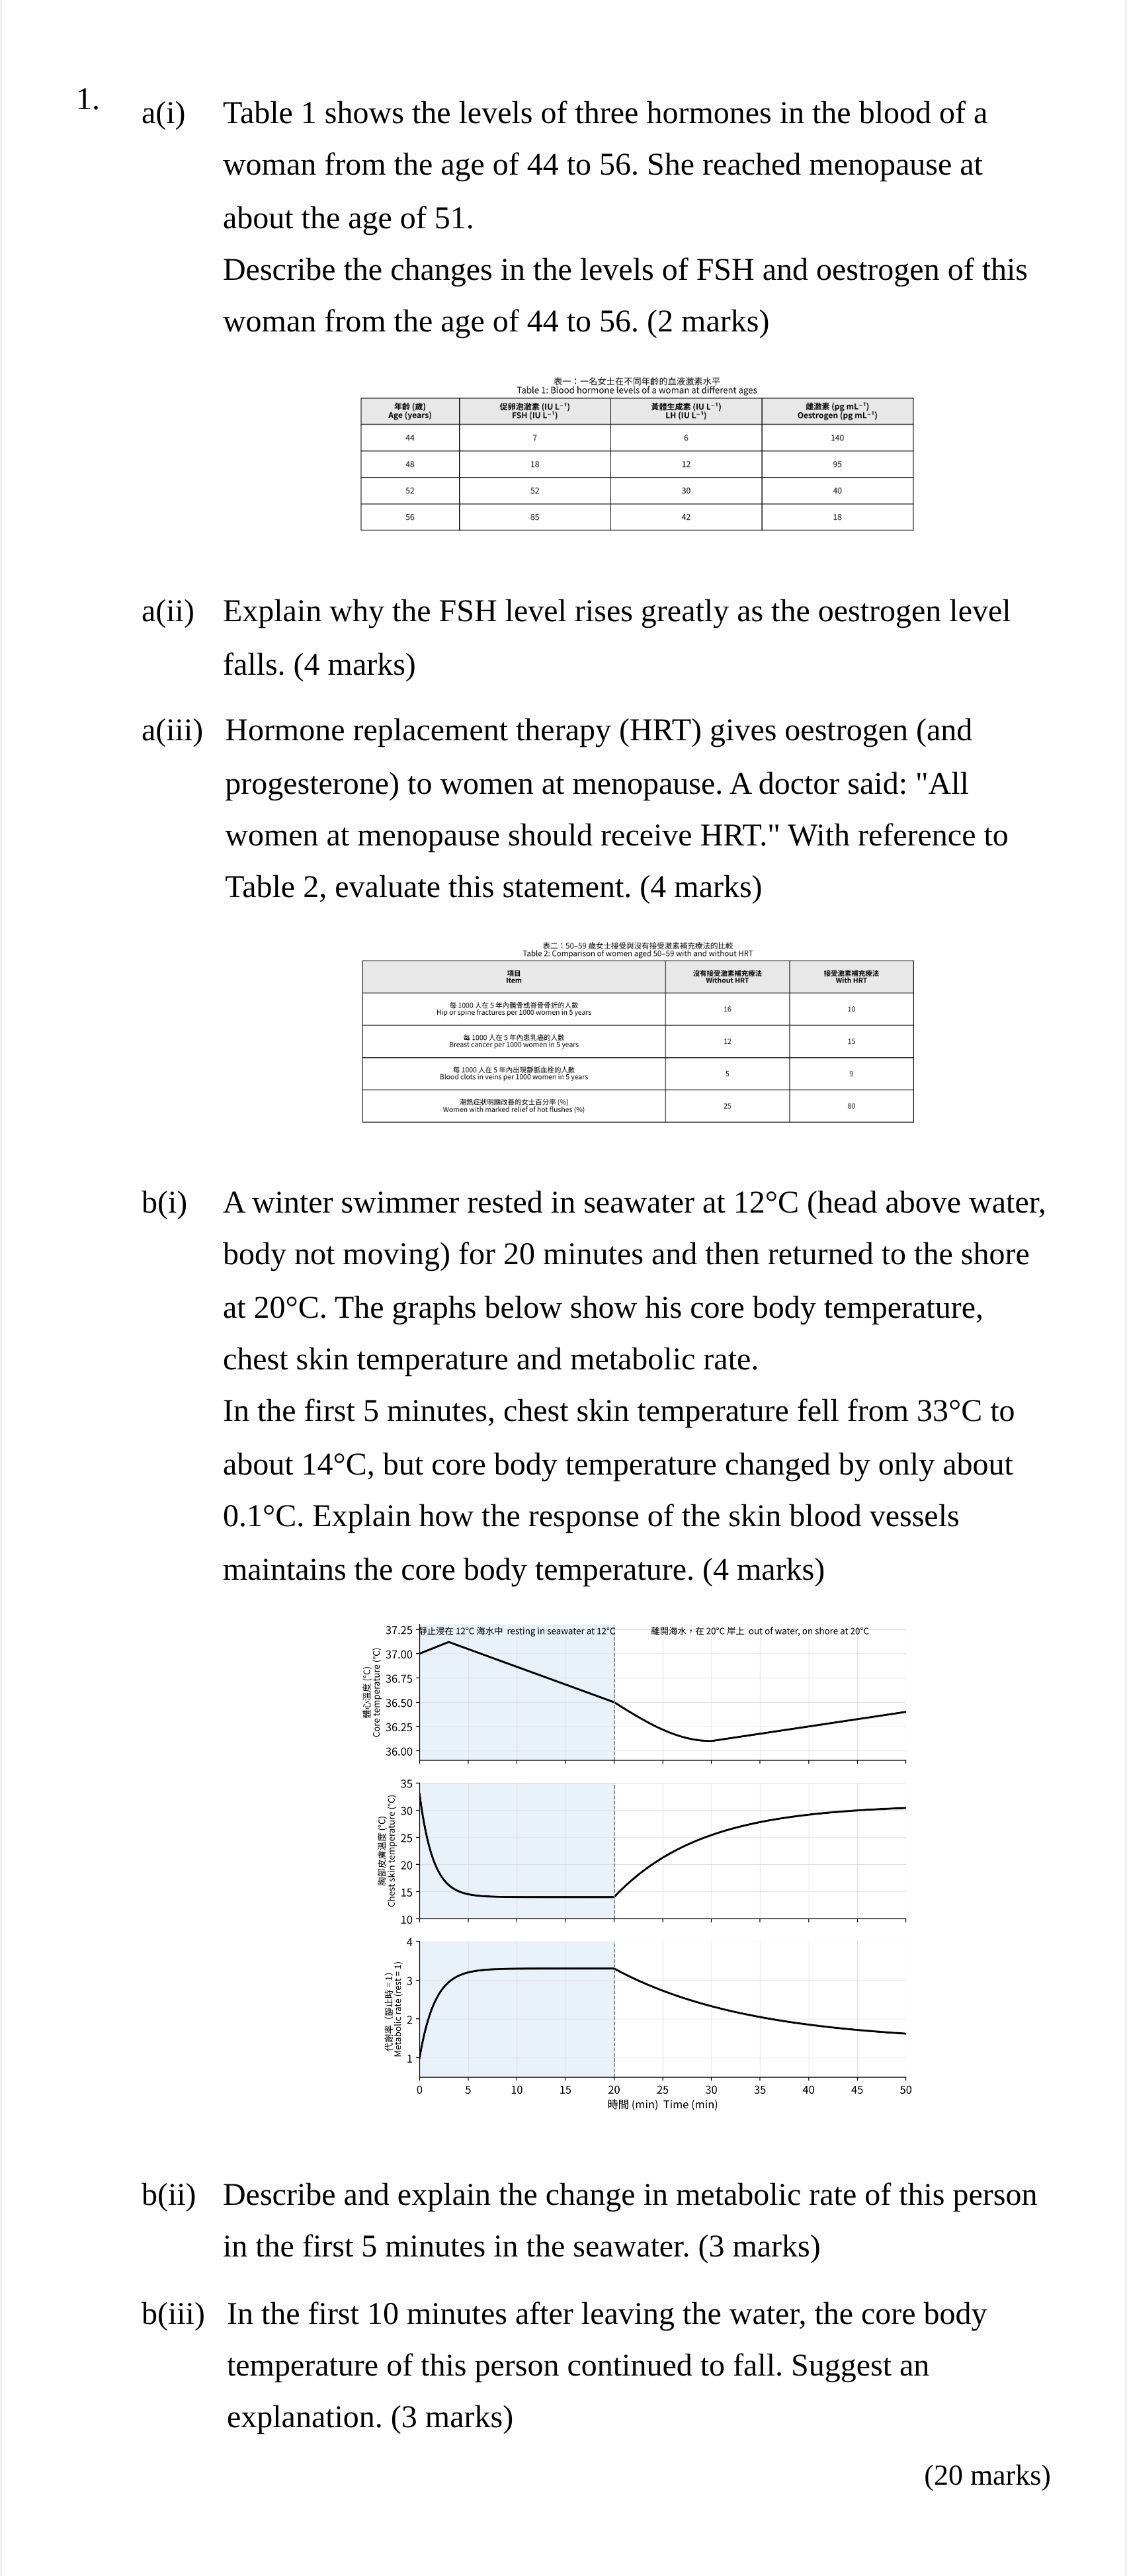 1.
a(i) Table 1 shows the levels of three hormones in the blood of a
woman from the age of 44 to 56. She reached menopause at
about the age of 51.
Describe the changes in the levels of FSH and oestrogen of this
woman from the age of 44 to 56. (2 marks)
表一：一名女士在不同年齡的血液激素水平
Table 1: Blood hormone levels of a woman at different ages
年齡 (歲) 促卵泡激素 (IU L⁻¹) 黃體生成素 (IU L⁻¹) 雌激素 (pg mL⁻¹)
Age (years) FSH (IU L⁻¹) LH (IU L⁻¹) Oestrogen (pg mL⁻¹)
44 7 6 140
48 18 12 95
52 52 30 40
56 85 42 18
a(ii) Explain why the FSH level rises greatly as the oestrogen level
falls. (4 marks)
a(iii) Hormone replacement therapy (HRT) gives oestrogen (and
progesterone) to women at menopause. A doctor said: "All
women at menopause should receive HRT." With reference to
Table 2, evaluate this statement. (4 marks)
表二：50–59 歲女士接受與沒有接受激素補充療法的比較
Table 2: Comparison of women aged 50–59 with and without HRT
項目 沒有接受激素補充療法 接受激素補充療法
Item Without HRT With HRT
每 1000 人在 5 年內髖骨或脊骨骨折的人數
Hip or spine fractures per 1000 women in 5 years 16 10
每 1000 人在 5 年內患乳癌的人數
Breast cancer per 1000 women in 5 years 12 15
每 1000 人在 5 年內出現靜脈血栓的人數
Blood clots in veins per 1000 women in 5 years 5 9
潮熱症狀明顯改善的女士百分率 (%)
Women with marked relief of hot flushes (%) 25 80
b(i) A winter swimmer rested in seawater at 12°C (head above water,
body not moving) for 20 minutes and then returned to the shore
at 20°C. The graphs below show his core body temperature,
chest skin temperature and metabolic rate.
In the first 5 minutes, chest skin temperature fell from 33°C to
about 14°C, but core body temperature changed by only about
0.1°C. Explain how the response of the skin blood vessels
maintains the core body temperature. (4 marks)
靜止浸在 12°C 海水中 resting in seawater at 12°C
離開海水，在 20°C 岸上 out of water, on shore at 20°C
體心溫度 (°C)
Core temperature (°C)
37.25
37.00
36.75
36.50
36.25
36.00
胸部皮膚溫度 (°C)
Chest skin temperature (°C)
35
30
25
20
15
10
代謝率（靜止時 = 1）
Metabolic rate (rest = 1)
4
3
2
1
0 5 10 15 20 25 30 35 40 45 50
時間 (min) Time (min)
b(ii) Describe and explain the change in metabolic rate of this person
in the first 5 minutes in the seawater. (3 marks)
b(iii) In the first 10 minutes after leaving the water, the core body
temperature of this person continued to fall. Suggest an
explanation. (3 marks)
(20 marks)